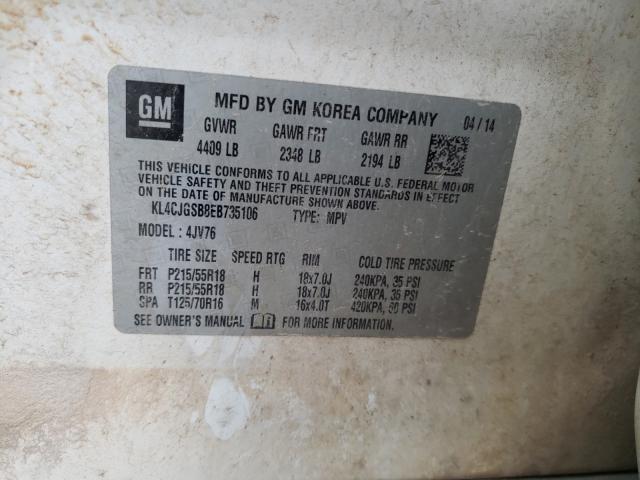 GM MFD BY GM KOREA COMPANY 04 / 14
GVWR GAWR FRT GAWR RR
4409 LB 2348 LB 2194 LB
THIS VEHICLE CONFORMS TO ALL APPLICABLE U.S. FEDERAL MOTOR
VEHICLE SAFETY AND THEFT PREVENTION STANDARDS IN EFFECT ON
THE DATE OF MANUFACTURE SHOWN ABOVE.
KL4CJGSB8EB735106 TYPE: MPV
MODEL : 4JV76
TIRE SIZE SPEED RTG RIM COLD TIRE PRESSURE
FRT P215/55R18 H 18x7.0J 240KPA, 35 PSI
RR P215/55R18 H 18x7.0J 240KPA, 35 PSI
SPA T125/70R16 M 16x4.0T 420KPA, 60 PSI
SEE OWNER'S MANUAL FOR MORE INFORMATION.